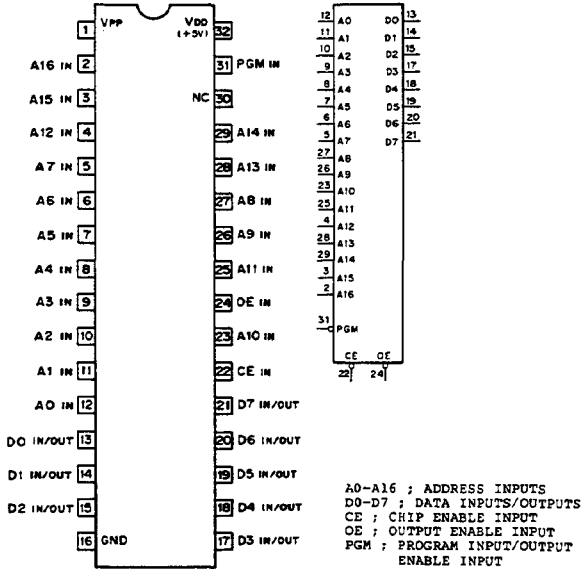 1 VPP VDD 32
(+5V)
A16 IN 2 31 PGM IN
A15 IN 3 NC 30
A12 IN 4 29 A14 IN
A7 IN 5 28 A13 IN
A6 IN 6 27 A8 IN
A5 IN 7 26 A9 IN
A4 IN 8 25 A11 IN
A3 IN 9 24 OE IN
A2 IN 10 23 A10 IN
A1 IN 11 22 CE IN
A0 IN 12 21 D7 IN/OUT
D0 IN/OUT 13 20 D6 IN/OUT
D1 IN/OUT 14 19 D5 IN/OUT
D2 IN/OUT 15 18 D4 IN/OUT
16 GND 17 D3 IN/OUT
12 A0 D0 13
11 A1 D1 14
10 A2 D2 15
9 A3 D3 17
8 A4 D4 18
7 A5 D5 19
6 A6 D6 20
5 A7 D7 21
27 A8
26 A9
23 A10
25 A11
4 A12
28 A13
29 A14
3 A15
2 A16
31 PGM
CE OE
22 24
A0-A16 ; ADDRESS INPUTS
D0-D7 ; DATA INPUTS/OUTPUTS
CE ; CHIP ENABLE INPUT
OE ; OUTPUT ENABLE INPUT
PGM ; PROGRAM INPUT/OUTPUT
ENABLE INPUT